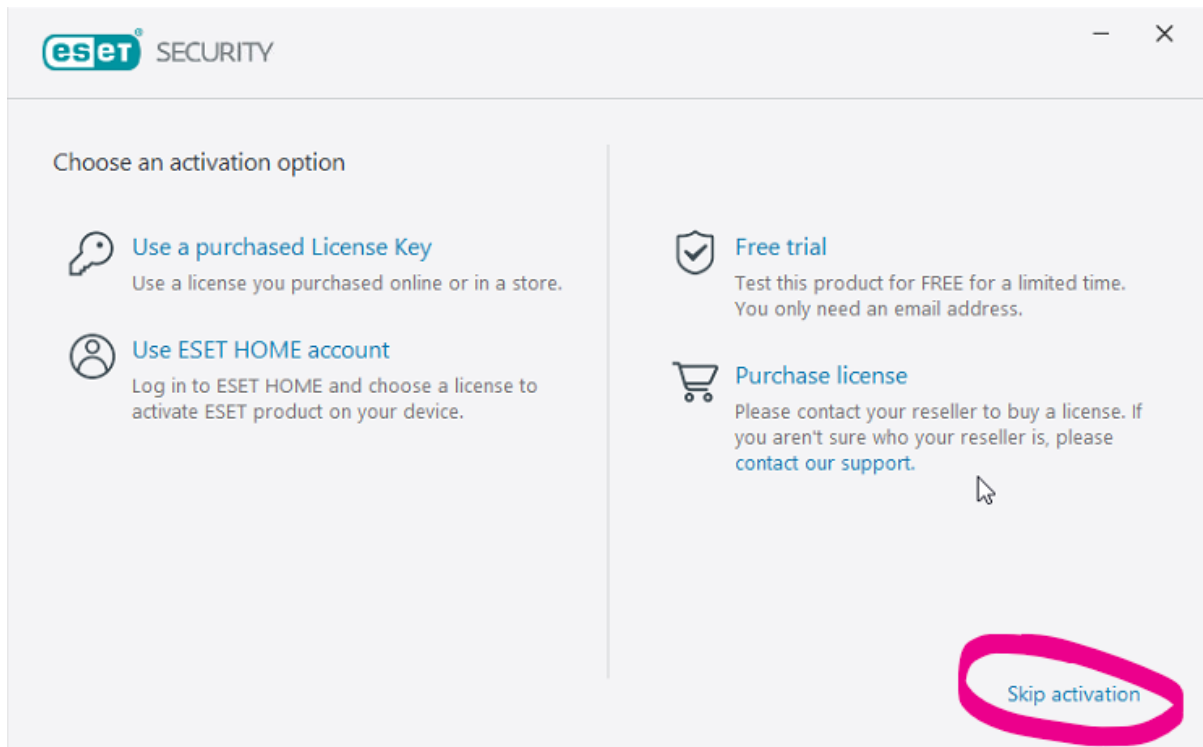 eset® SECURITY
Choose an activation option
Use a purchased License Key
Use a license you purchased online or in a store.
Use ESET HOME account
Log in to ESET HOME and choose a license to
activate ESET product on your device.
Free trial
Test this product for FREE for a limited time.
You only need an email address.
Purchase license
Please contact your reseller to buy a license. If
you aren't sure who your reseller is, please
contact our support.
Skip activation